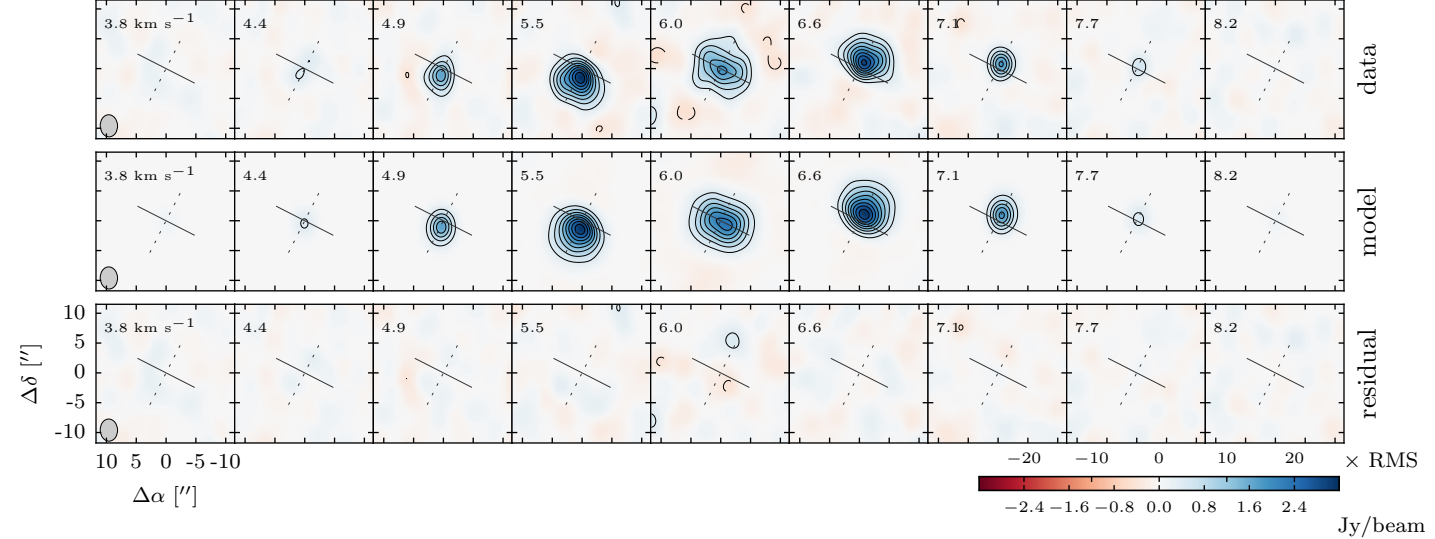 3.8 km s⁻¹ 4.4 4.9 5.5 6.0 6.6 7.1 7.7 8.2
data
3.8 km s⁻¹ 4.4 4.9 5.5 6.0 6.6 7.1 7.7 8.2
model
3.8 km s⁻¹ 4.4 4.9 5.5 6.0 6.6 7.1 7.7 8.2
residual
10
5
0
-5
-10
Δδ [″]
10 5 0 -5 -10
Δα [″]
−20 −10 0 10 20 × RMS
−2.4 −1.6 −0.8 0.0 0.8 1.6 2.4
Jy/beam